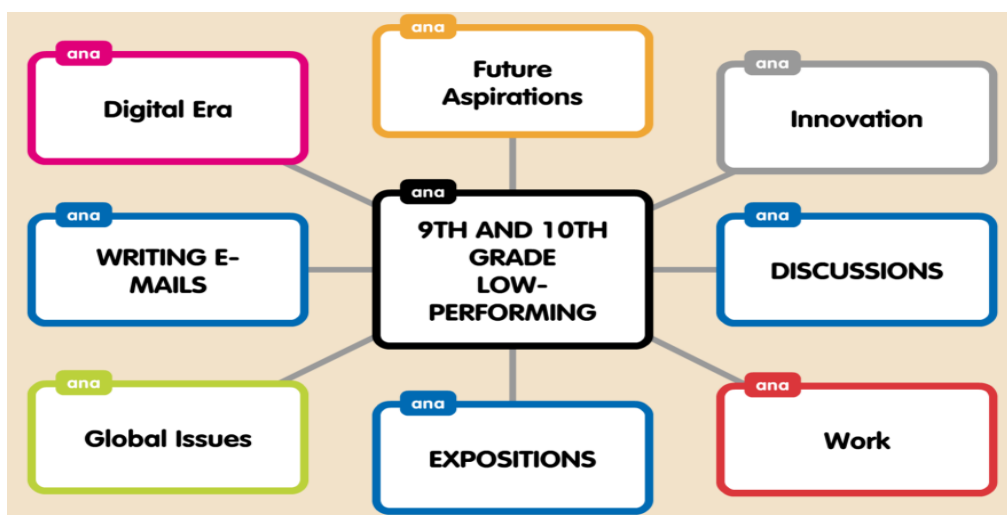 ana
Digital Era
ana
Future
Aspirations
ana
Innovation
ana
WRITING E-
MAILS
ana
9TH AND 10TH
GRADE
LOW-
PERFORMING
ana
DISCUSSIONS
ana
Global Issues
ana
EXPOSITIONS
ana
Work